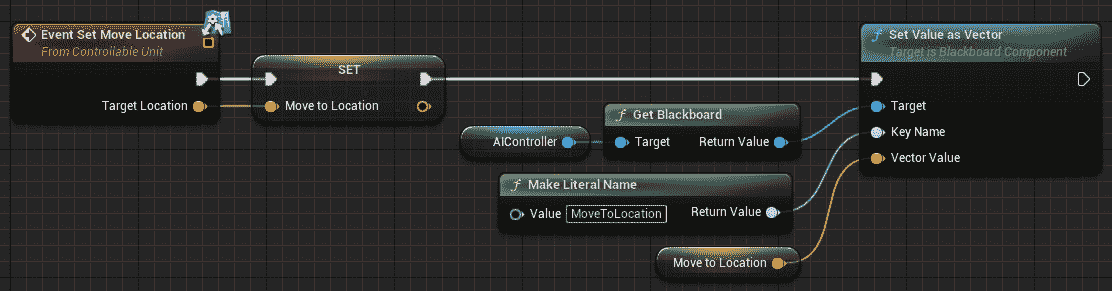 Event Set Move Location
From Controllable Unit
Target Location
SET
Move to Location
AIController
Get Blackboard
Target
Return Value
Make Literal Name
Value MoveToLocation
Return Value
Move to Location
Set Value as Vector
Target is Blackboard Component
Target
Key Name
Vector Value